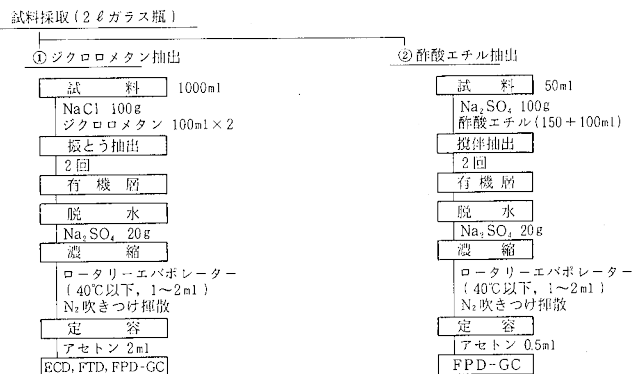 試料採取(2ℓガラス瓶)
①ジクロロメタン抽出
試料 1000ml
NaCl 100g
ジクロロメタン 100ml×2
振とう抽出
2回
有機層
脱水
Na₂SO₄ 20g
濃縮
ロータリーエバポレーター
(40℃以下, 1～2ml)
N₂吹きつけ揮散
定容
アセトン 2ml
ECD, FTD, FPD-GC
②酢酸エチル抽出
試料 50ml
Na₂SO₄ 100g
酢酸エチル(150+100ml)
攪伴抽出
2回
有機層
脱水
Na₂SO₄ 20g
濃縮
ロータリーエバポレーター
(40℃以下, 1～2ml)
N₂吹きつけ揮散
定容
アセトン 0.5ml
FPD-GC